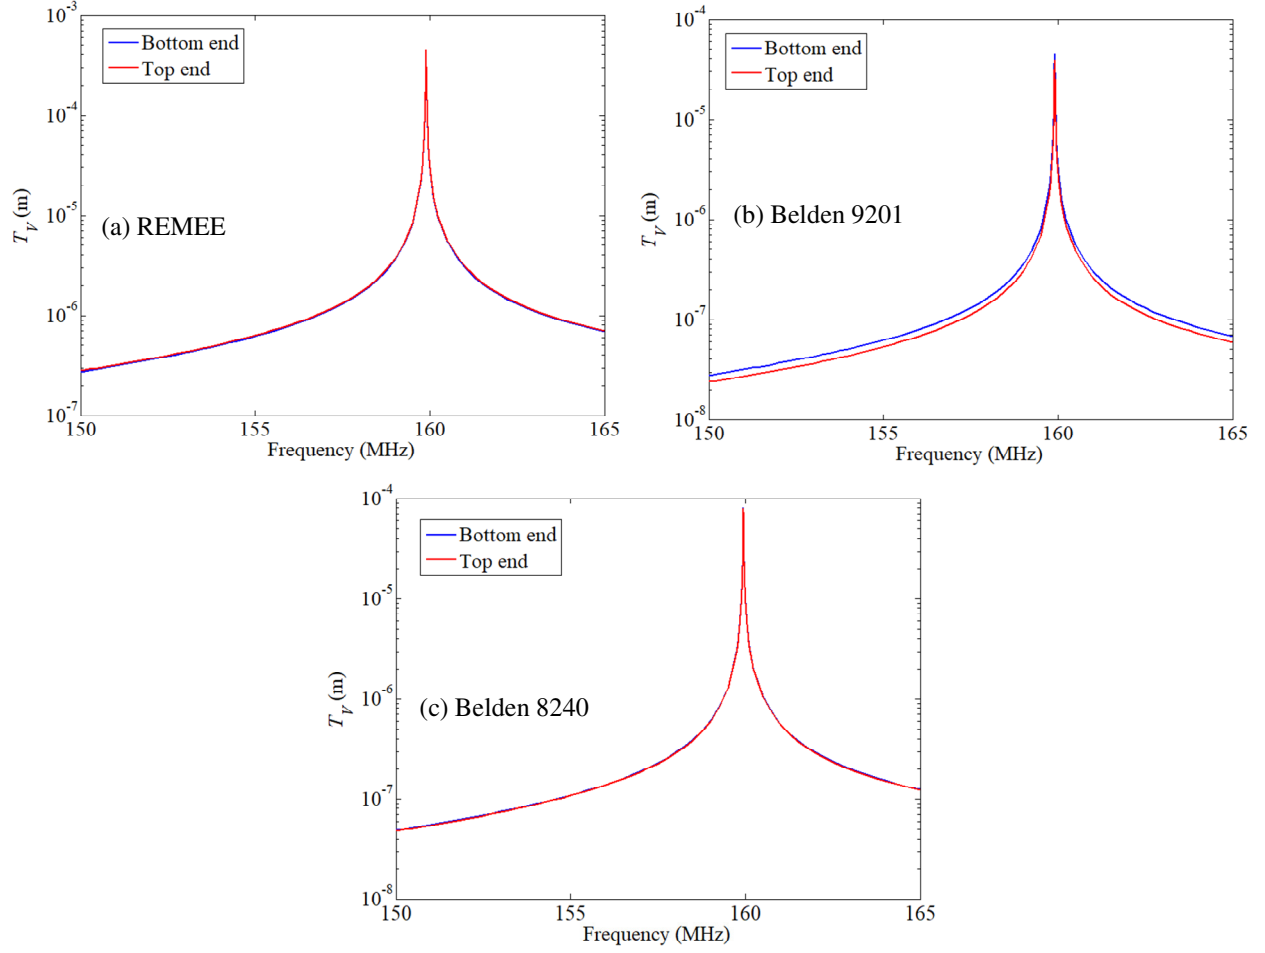 10⁻³
10⁻⁴
10⁻⁵
10⁻⁶
10⁻⁷
T_V (m)
Bottom end
Top end
(a) REMEE
150 155 160 165
Frequency (MHz)
10⁻⁴
10⁻⁵
10⁻⁶
10⁻⁷
10⁻⁸
T_V (m)
Bottom end
Top end
(b) Belden 9201
150 155 160 165
Frequency (MHz)
10⁻⁴
10⁻⁵
10⁻⁶
10⁻⁷
10⁻⁸
T_V (m)
Bottom end
Top end
(c) Belden 8240
150 155 160 165
Frequency (MHz)